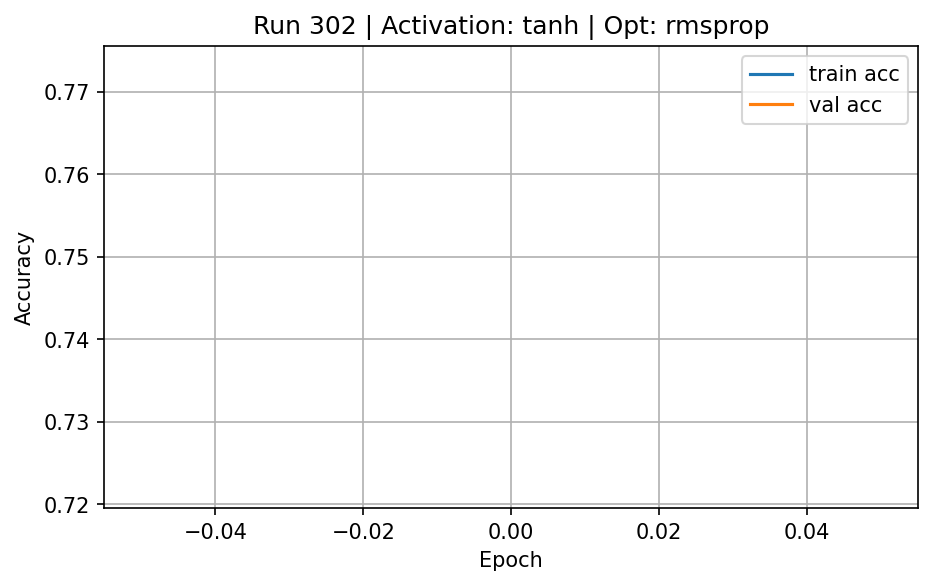 Run 302 | Activation: tanh | Opt: rmsprop
train acc
val acc
0.77
0.76
0.75
0.74
0.73
0.72
Accuracy
−0.04
−0.02
0.00
0.02
0.04
Epoch